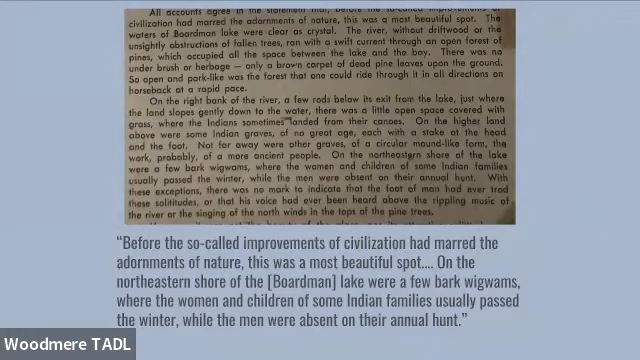 All accounts agree in the statement that, before the so-called improvements of
civilization had marred the adornments of nature, this was a most beautiful spot. The
waters of Boardman lake were clear as crystal. The river, without driftwood or the
unsightly obstructions of fallen trees, ran with a swift current through an open forest of
pines, which occupied all the space between the lake and the bay. There was no
under brush or herbage — only a brown carpet of dead pine leaves upon the ground.
So open and park-like was the forest that one could ride through it in all directions on
horseback at a rapid pace.
On the right bank of the river, a few rods below its exit from the lake, just where
the land slopes gently down to the water, there was a little open space covered with
grass, where the Indians sometimes landed from their canoes. On the higher land
above were some Indian graves, of no great age, each with a stake at the head
and the foot. Not far away were other graves, of a circular mound-like form, the
work, probably, of a more ancient people. On the northeastern shore of the lake
were a few bark wigwams, where the women and children of some Indian families
usually passed the winter, while the men were absent on their annual hunt. With
these exceptions, there was no mark to indicate that the foot of man had ever trod
these solititudes, or that his voice had ever been heard above the rippling music of
the river or the singing of the north winds in the tops of the pine trees.
“Before the so-called improvements of civilization had marred the
adornments of nature, this was a most beautiful spot.... On the
northeastern shore of the [Boardman] lake were a few bark wigwams,
where the women and children of some Indian families usually passed
the winter, while the men were absent on their annual hunt.”
Woodmere TADL